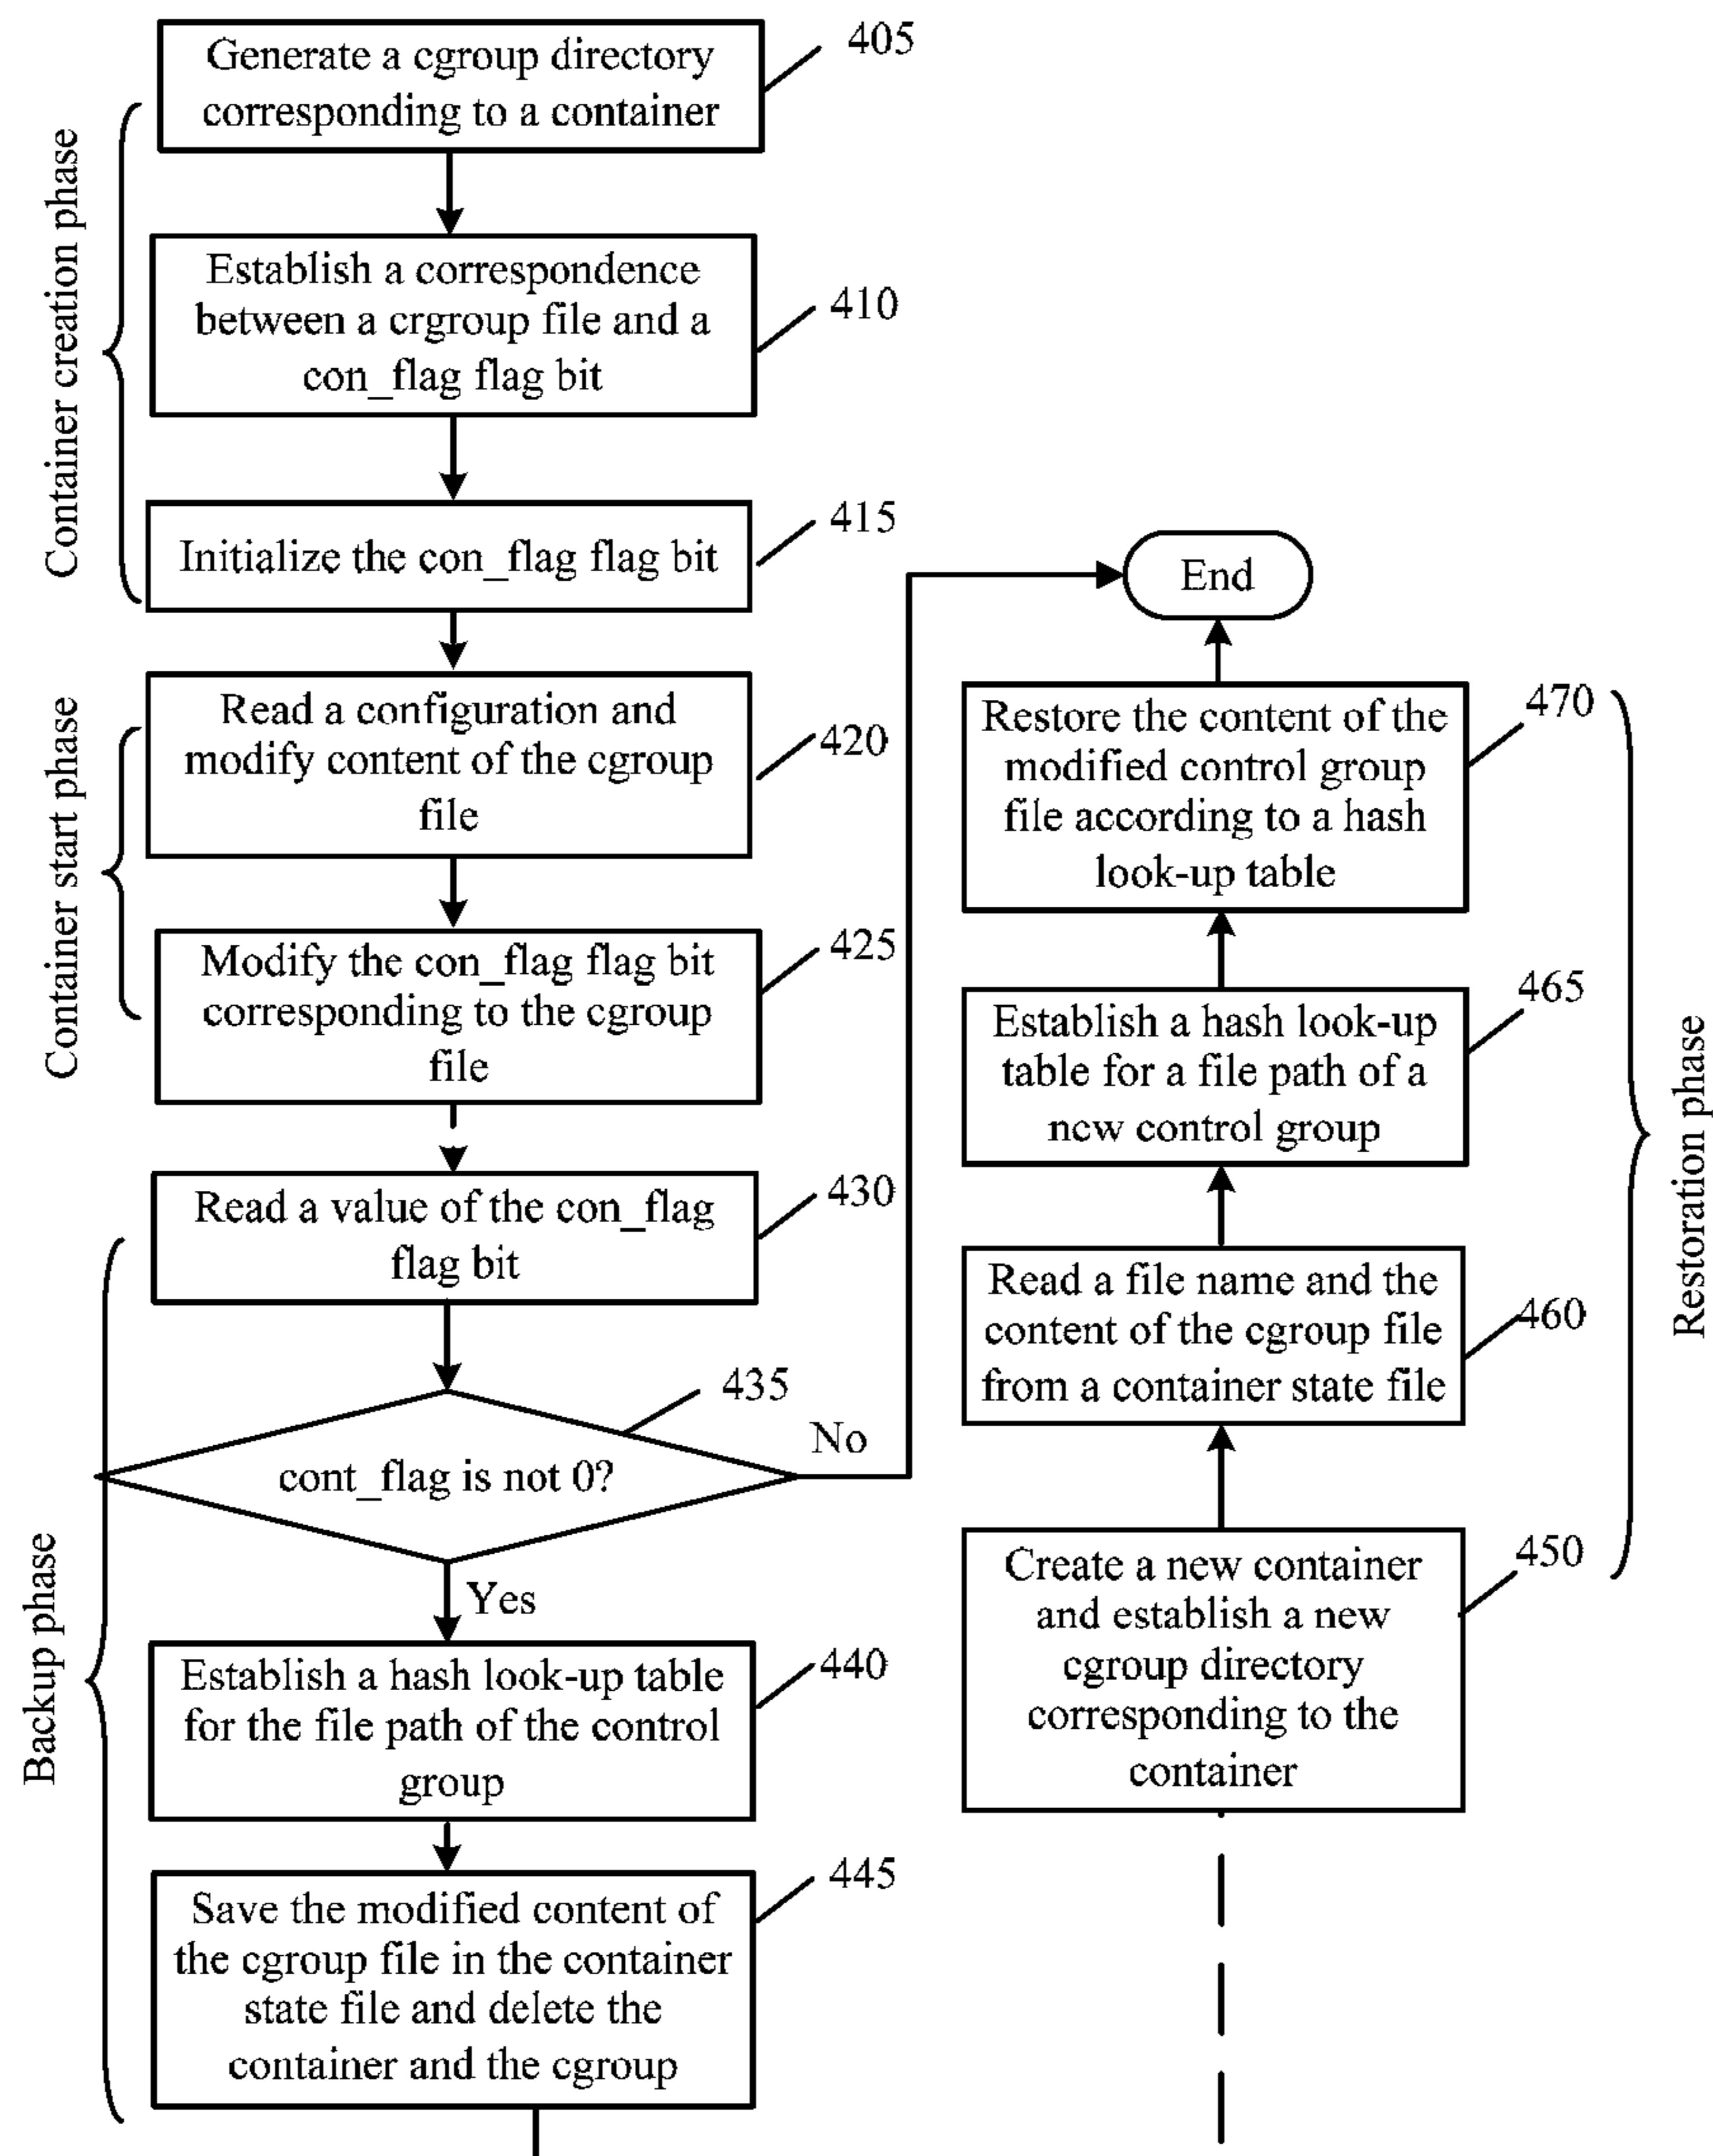 Container creation phase
Generate a cgroup directory
corresponding to a container
405
Establish a correspondence
between a crgroup file and a
con_flag flag bit
410
Initialize the con_flag flag bit
415
Container start phase
Read a configuration and
modify content of the cgroup
file
420
Modify the con_flag flag bit
corresponding to the cgroup
file
425
Backup phase
Read a value of the con_flag
flag bit
430
cont_flag is not 0?
435
No
Yes
Establish a hash look-up table
for the file path of the control
group
440
Save the modified content of
the cgroup file in the container
state file and delete the
container and the cgroup
445
End
Restore the content of the
modified control group
file according to a hash
look-up table
470
Establish a hash look-up
table for a file path of a
new control group
465
Read a file name and the
content of the cgroup file
from a container state file
460
Create a new container
and establish a new
cgroup directory
corresponding to the
container
450
Restoration phase